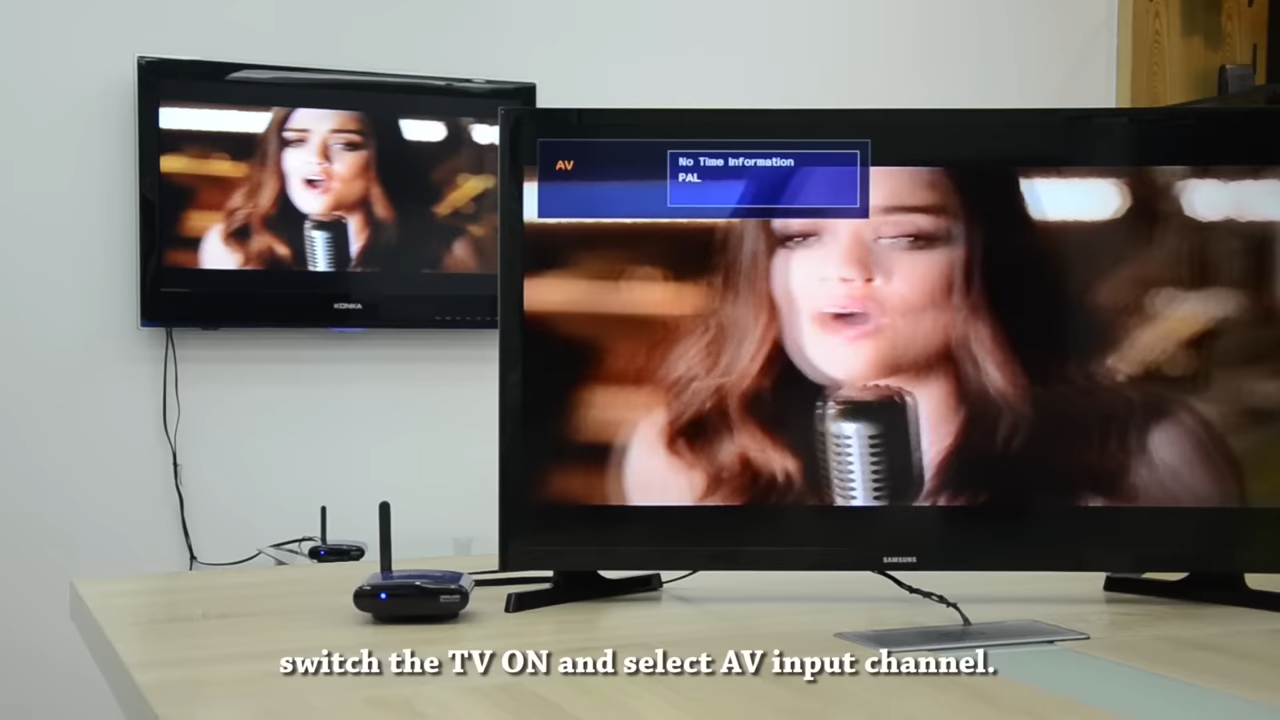 AV
No Time Information
PAL
KONKA
SAMSUNG
switch the TV ON and select AV input channel.